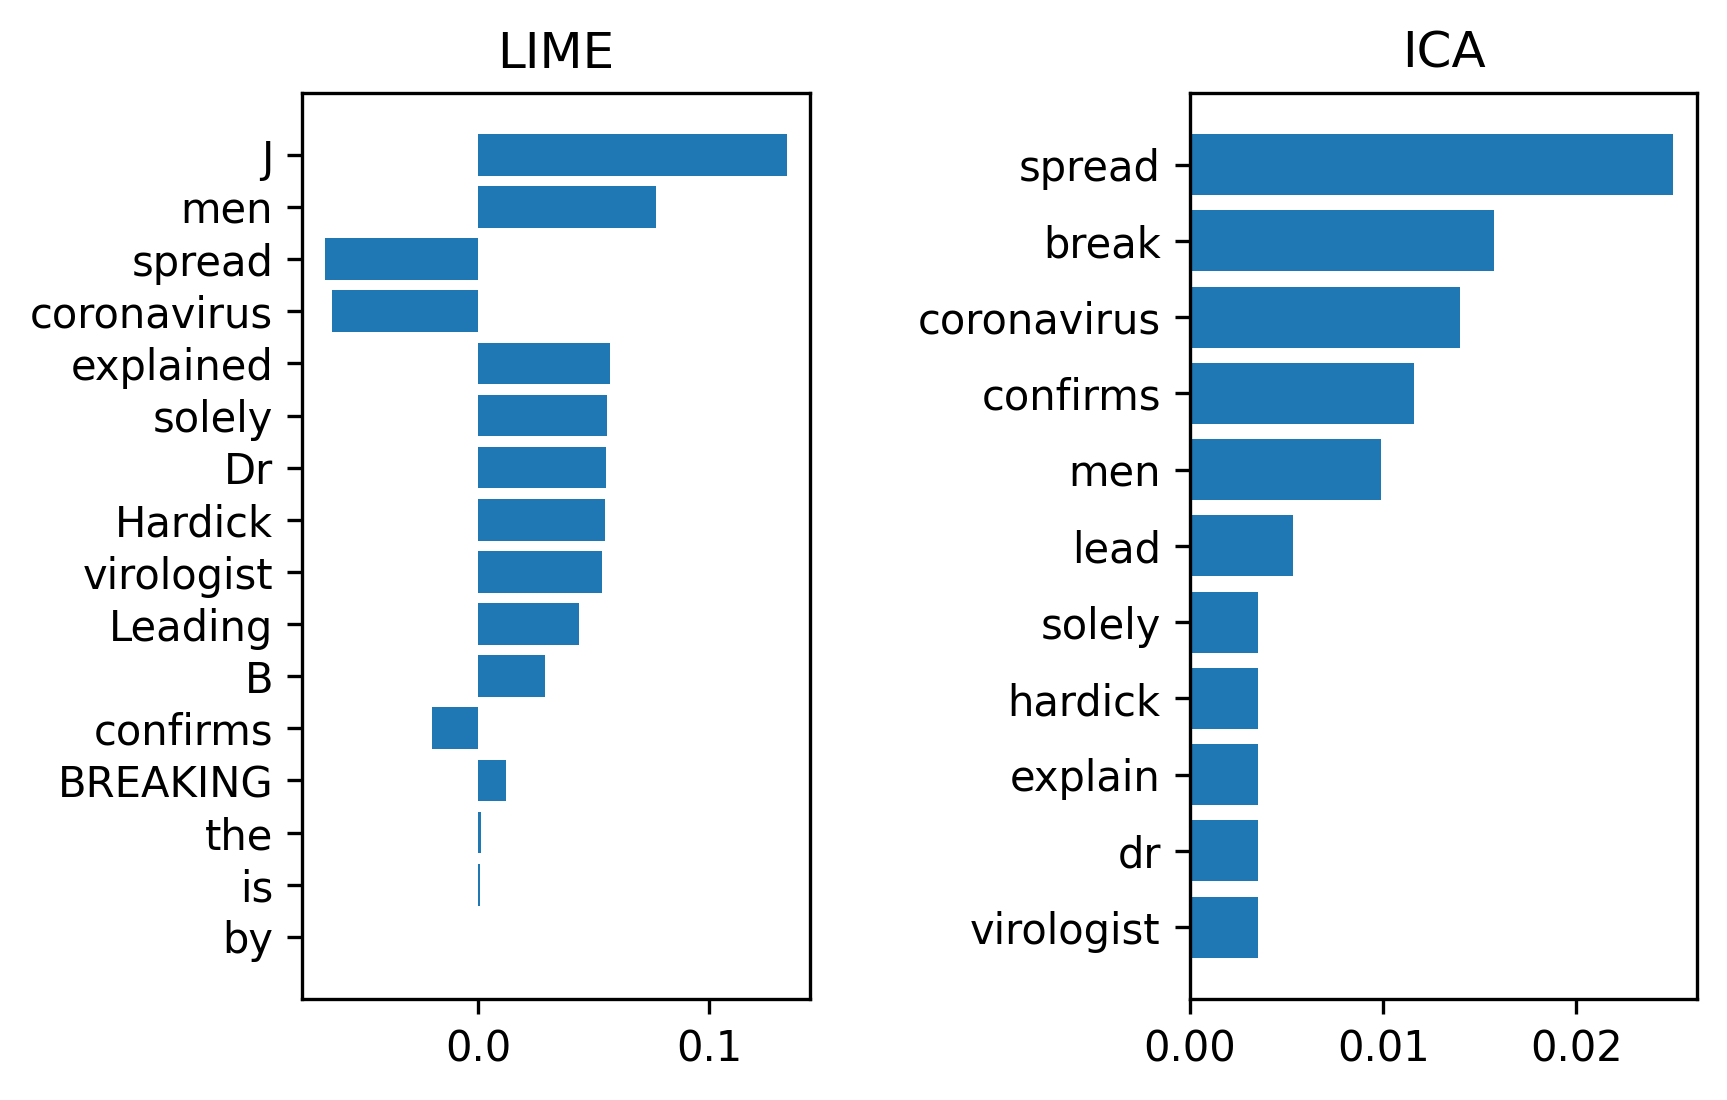 LIME
J
men
spread
coronavirus
explained
solely
Dr
Hardick
virologist
Leading
B
confirms
BREAKING
the
is
by
0.0 0.1
ICA
spread
break
coronavirus
confirms
men
lead
solely
hardick
explain
dr
virologist
0.00 0.01 0.02